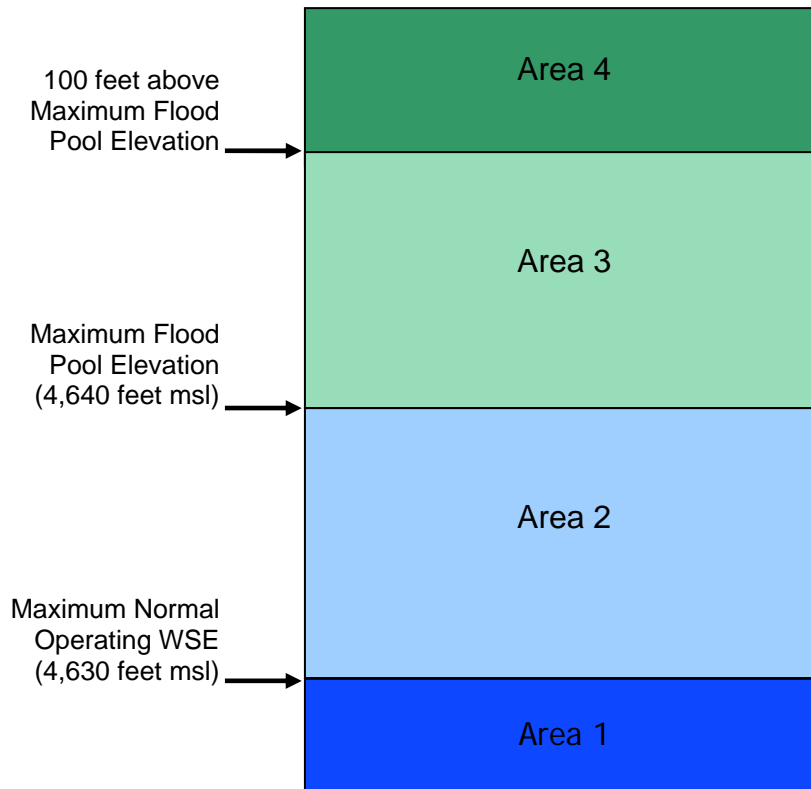 Area 4
100 feet above
Maximum Flood
Pool Elevation
Area 3
Maximum Flood
Pool Elevation
(4,640 feet msl)
Area 2
Maximum Normal
Operating WSE
(4,630 feet msl)
Area 1